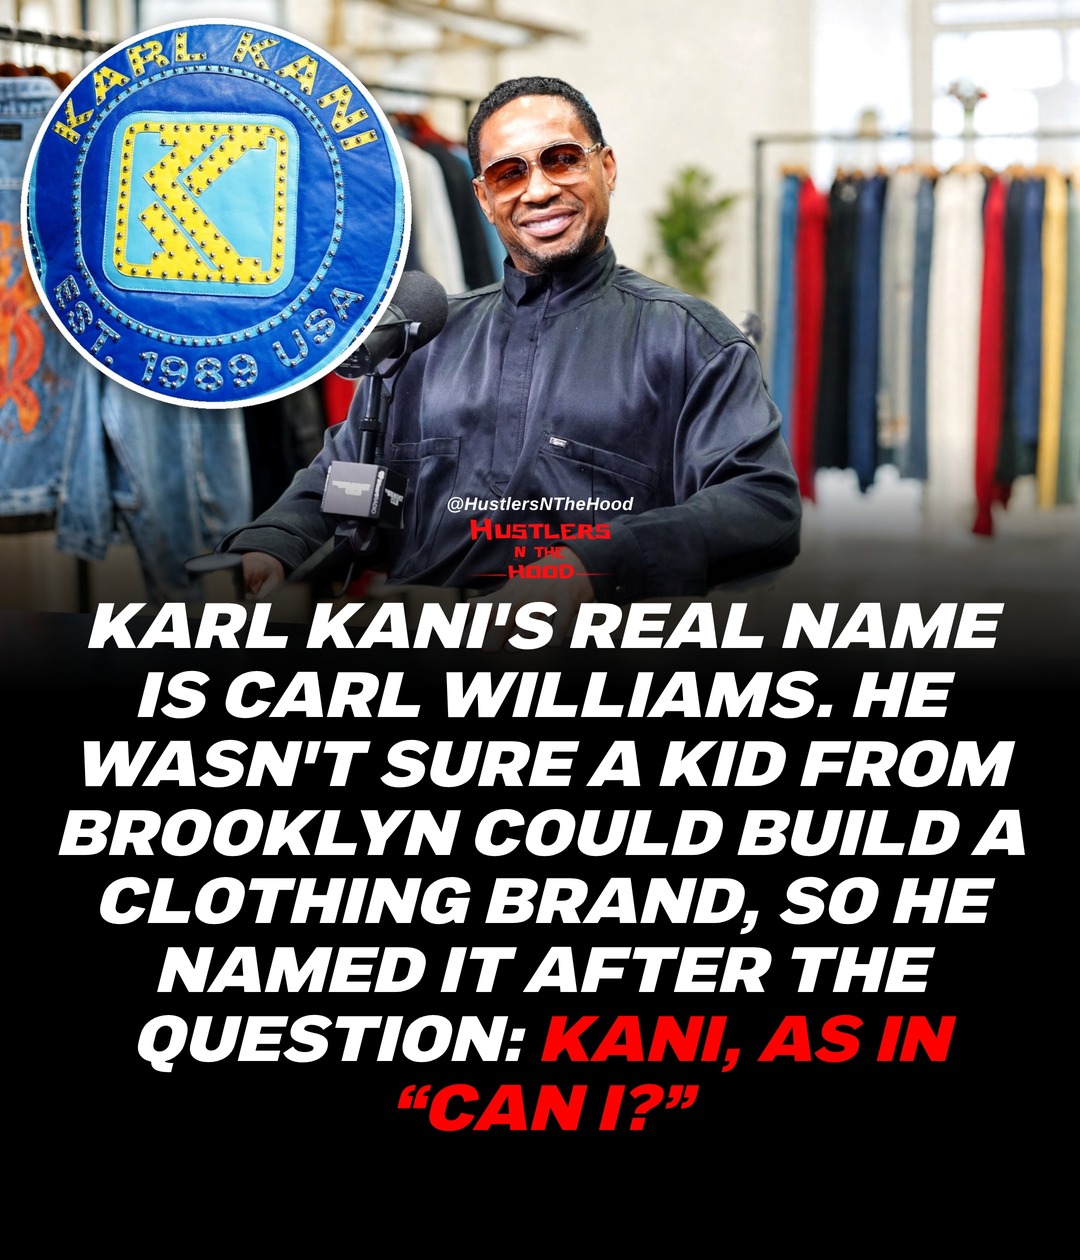 KARL KANI
K
EST. 1989 USA
@HustlersNTheHood
HUSTLERS
N THE
HOOD
KARL KANI'S REAL NAME
IS CARL WILLIAMS. HE
WASN'T SURE A KID FROM
BROOKLYN COULD BUILD A
CLOTHING BRAND, SO HE
NAMED IT AFTER THE
QUESTION: KANI, AS IN
“CAN I?”